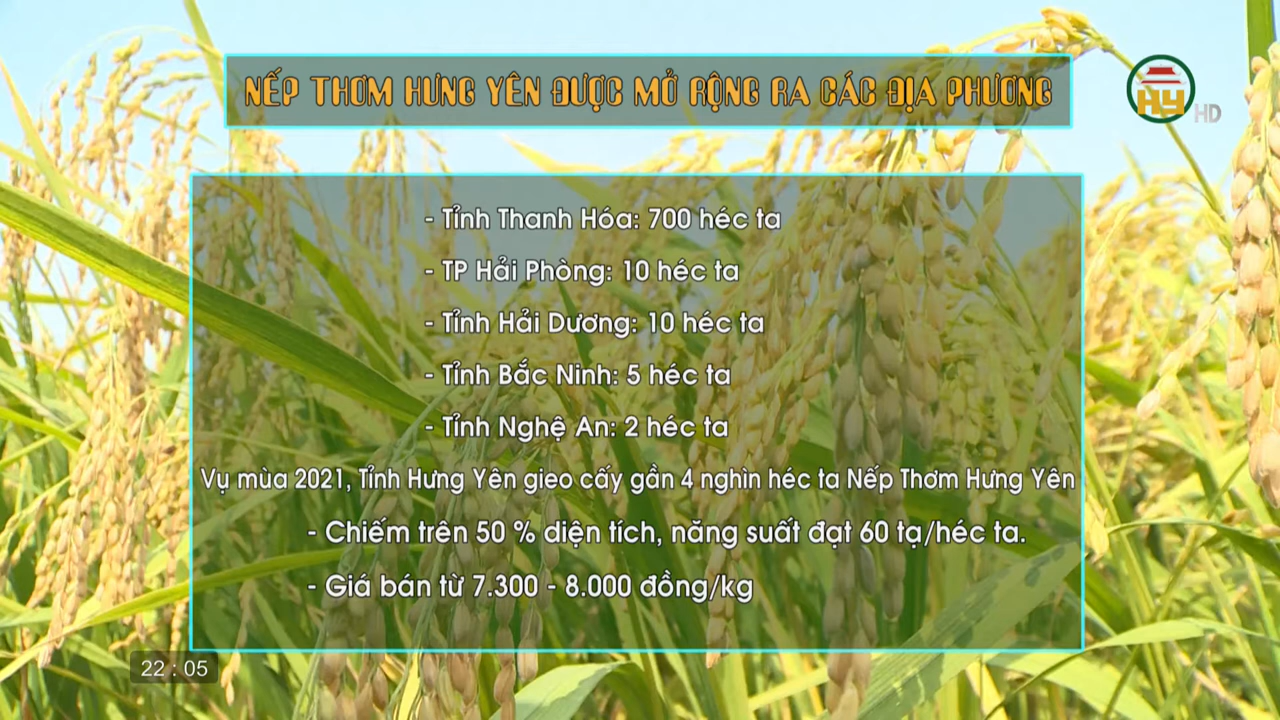 NẾP THƠM HƯNG YÊN ĐƯỢC MỞ RỘNG RA CÁC ĐỊA PHƯƠNG
HY HD
- Tỉnh Thanh Hóa: 700 héc ta
- TP Hải Phòng: 10 héc ta
- Tỉnh Hải Dương: 10 héc ta
- Tỉnh Bắc Ninh: 5 héc ta
- Tỉnh Nghệ An: 2 héc ta
Vụ mùa 2021, Tỉnh Hưng Yên gieo cấy gần 4 nghìn héc ta Nếp Thơm Hưng Yên
- Chiếm trên 50 % diện tích, năng suất đạt 60 tạ/héc ta.
- Giá bán từ 7.300 - 8.000 đồng/kg
22 : 05